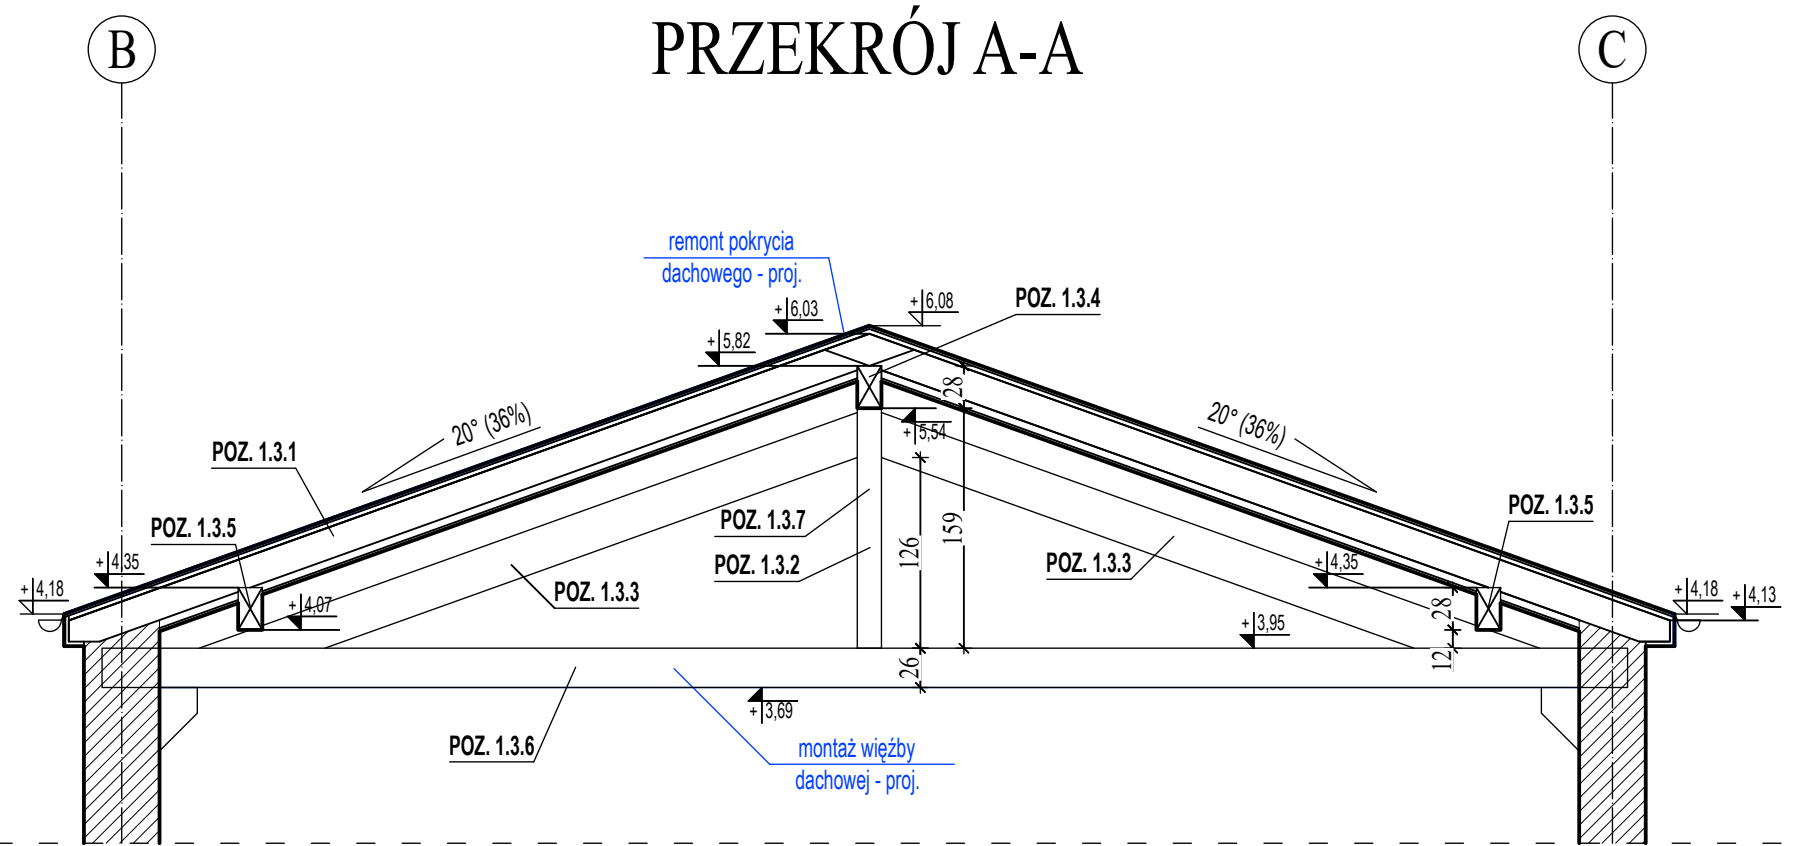 PRZEKRÓJ A-A
B
C
remont pokrycia
dachowego - proj.
+6,03
+6,08
POZ. 1.3.4
+5,82
28
20° (36%)
20° (36%)
+5,54
POZ. 1.3.1
POZ. 1.3.5
POZ. 1.3.7
POZ. 1.3.5
159
126
POZ. 1.3.2
POZ. 1.3.3
POZ. 1.3.3
+4,35
+4,35
+4,18
+4,07
28
+4,18
+4,13
+3,95
12
26
+3,69
POZ. 1.3.6
montaż więźby
dachowej - proj.